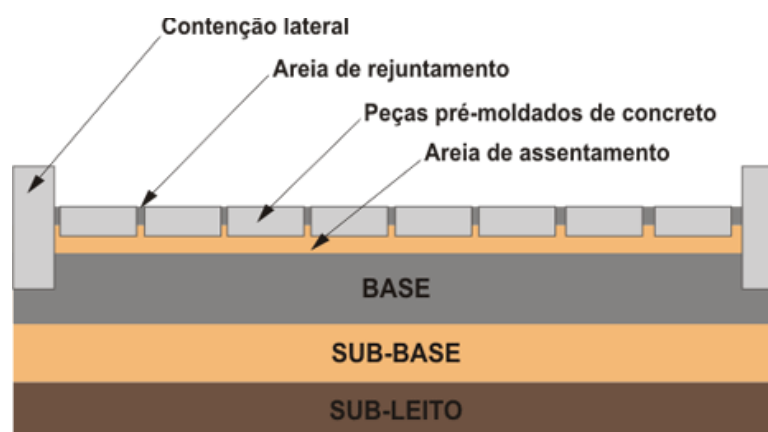 Contenção lateral
Areia de rejuntamento
Peças pré-moldados de concreto
Areia de assentamento
BASE
SUB-BASE
SUB-LEITO